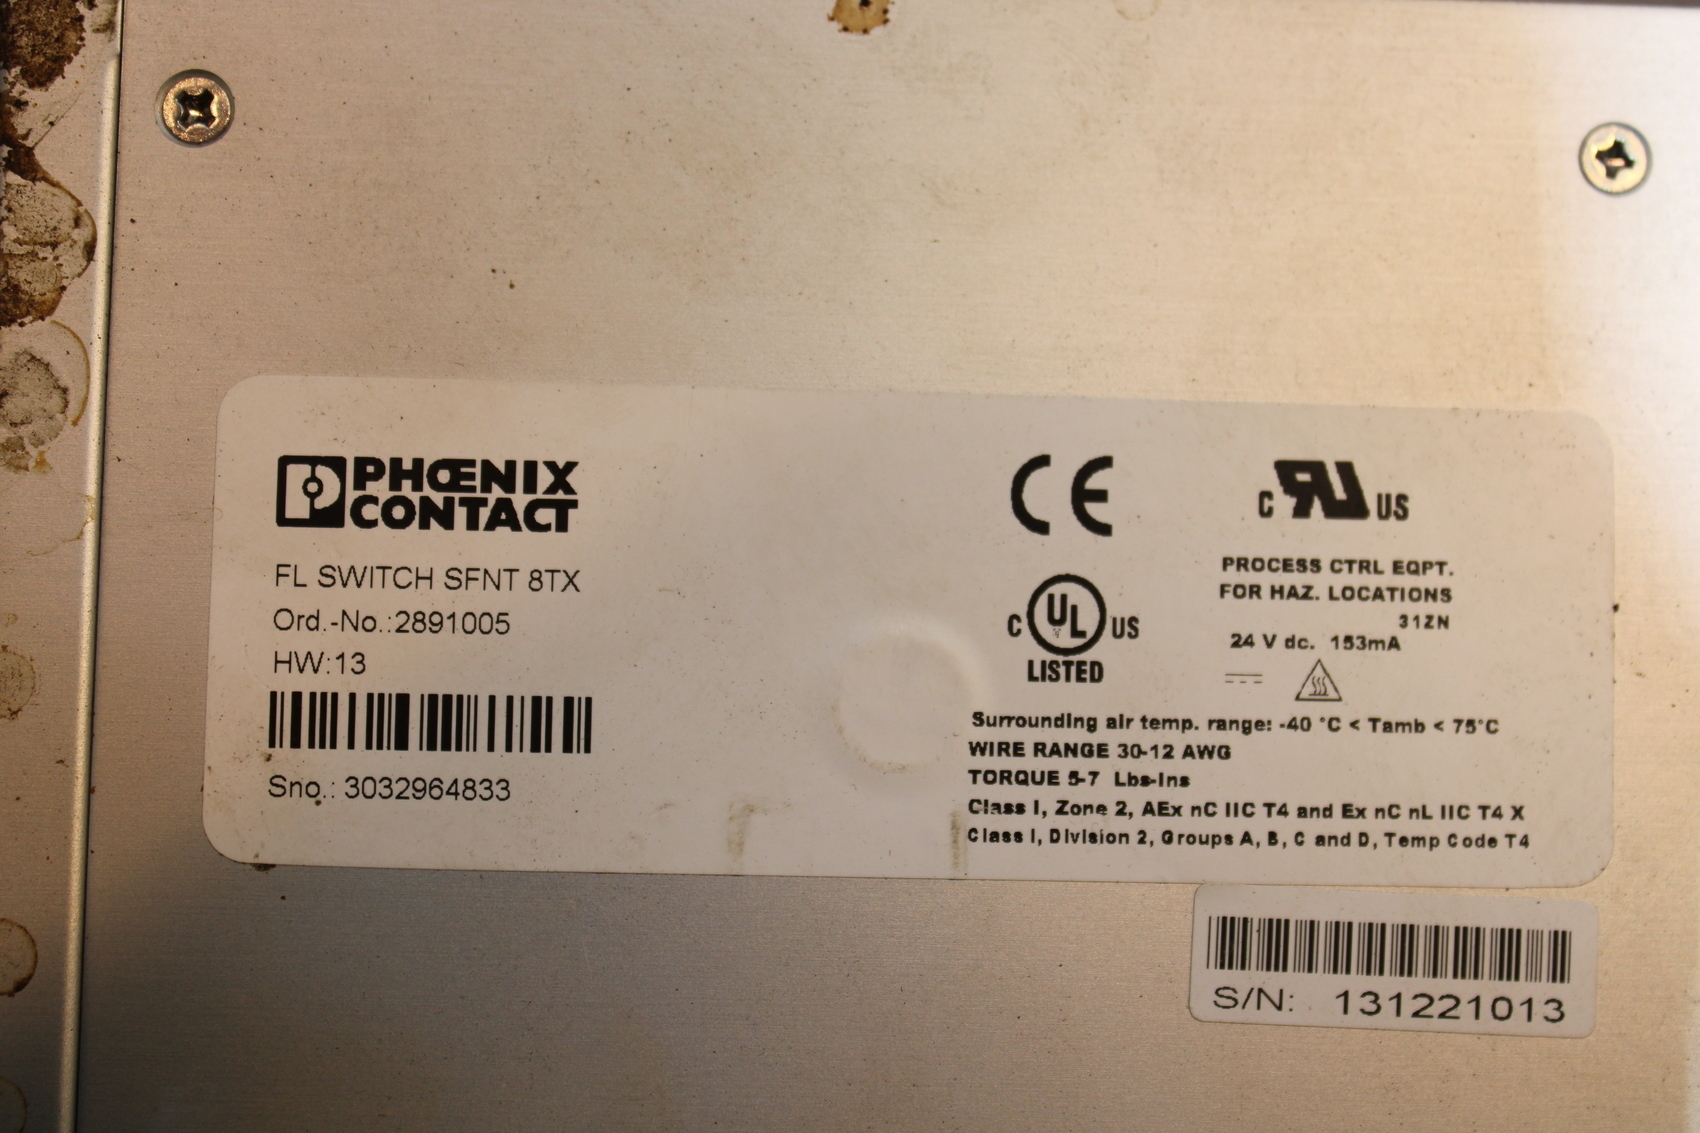 PHŒNIX
CONTACT
FL SWITCH SFNT 8TX
Ord.-No.:2891005
HW:13
Sno.: 3032964833
CE
C RU US
C UL US
LISTED
PROCESS CTRL EQPT.
FOR HAZ. LOCATIONS
31ZN
24 V dc. 153mA
Surrounding air temp. range: -40 °C < Tamb < 75°C
WIRE RANGE 30-12 AWG
TORQUE 5-7 Lbs-Ins
Class I, Zone 2, AEx nC IIC T4 and Ex nC nL IIC T4 X
Class I, Division 2, Groups A, B, C and D, Temp Code T4
S/N: 131221013